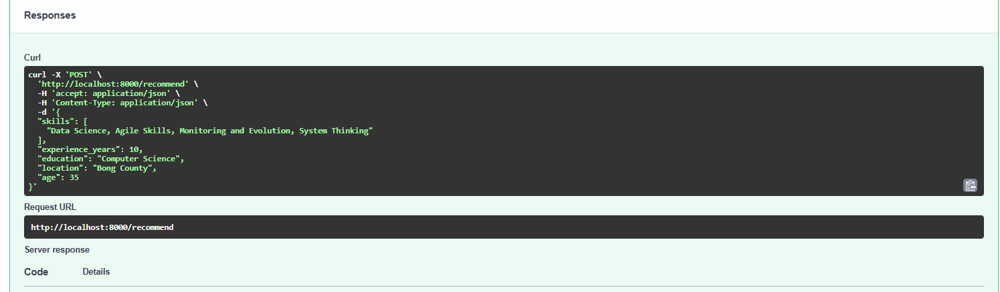 Responses
Curl
curl -X 'POST' \
  'http://localhost:8000/recommend' \
  -H 'accept: application/json' \
  -H 'Content-Type: application/json' \
  -d '{
  "skills": [
    "Data Science, Agile Skills, Monitoring and Evolution, System Thinking"
  ],
  "experience_years": 10,
  "education": "Computer Science",
  "location": "Bong County",
  "age": 35
}'
Request URL
http://localhost:8000/recommend
Server response
Code Details